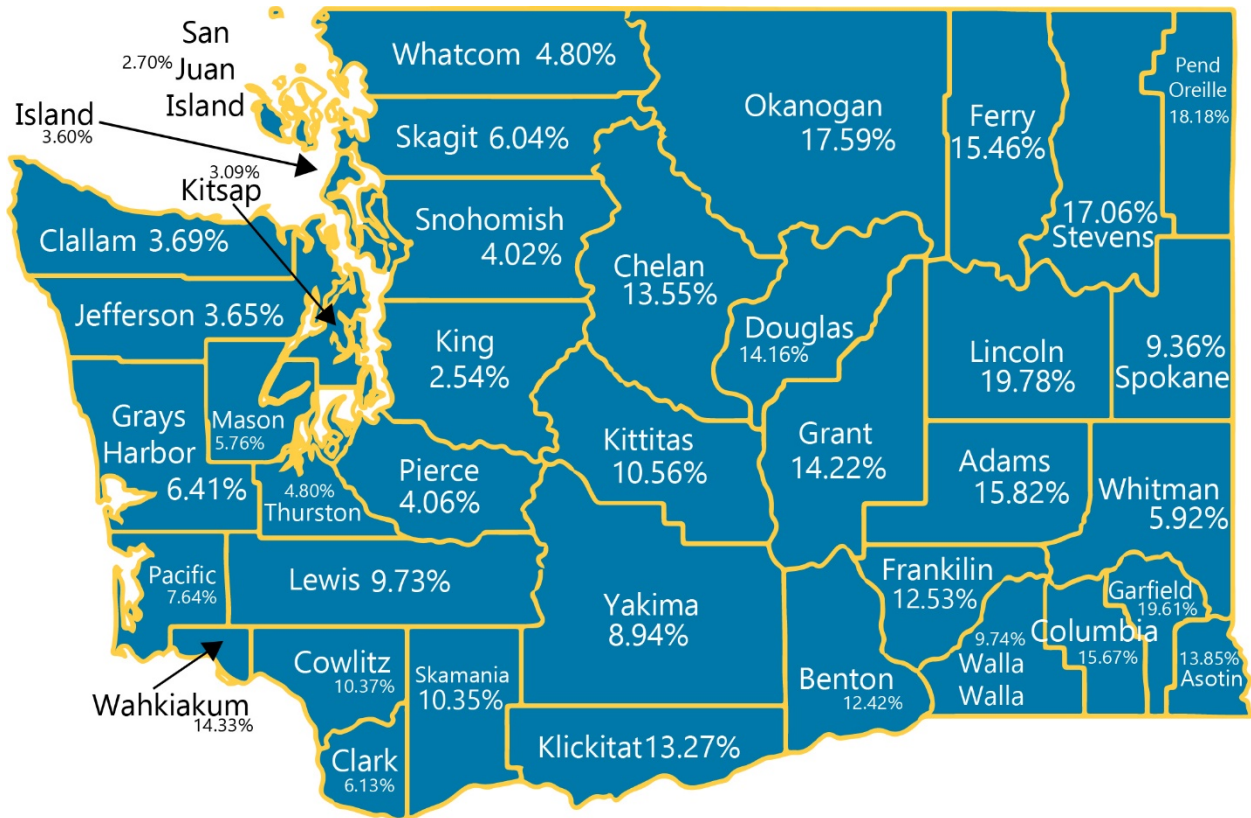 San
2.70% Juan
Island
Island
3.60%
3.09%
Kitsap
Whatcom 4.80%
Skagit 6.04%
Okanogan
17.59%
Ferry
15.46%
Pend
Oreille
18.18%
17.06%
Stevens
Clallam 3.69%
Snohomish
4.02%
Chelan
13.55%
Jefferson 3.65%
King
2.54%
Douglas
14.16%
Lincoln
19.78%
9.36%
Spokane
Grays
Harbor
6.41%
Mason
5.76%
4.80%
Thurston
Pierce
4.06%
Kittitas
10.56%
Grant
14.22%
Adams
15.82%
Whitman
5.92%
Pacific
7.64%
Lewis 9.73%
Yakima
8.94%
Frankilin
12.53%
Garfield
19.61%
Wahkiakum
14.33%
Cowlitz
10.37%
Skamania
10.35%
Benton
12.42%
9.74%
Walla
Walla
Columbia
15.67%
13.85%
Asotin
Clark
6.13%
Klickitat 13.27%